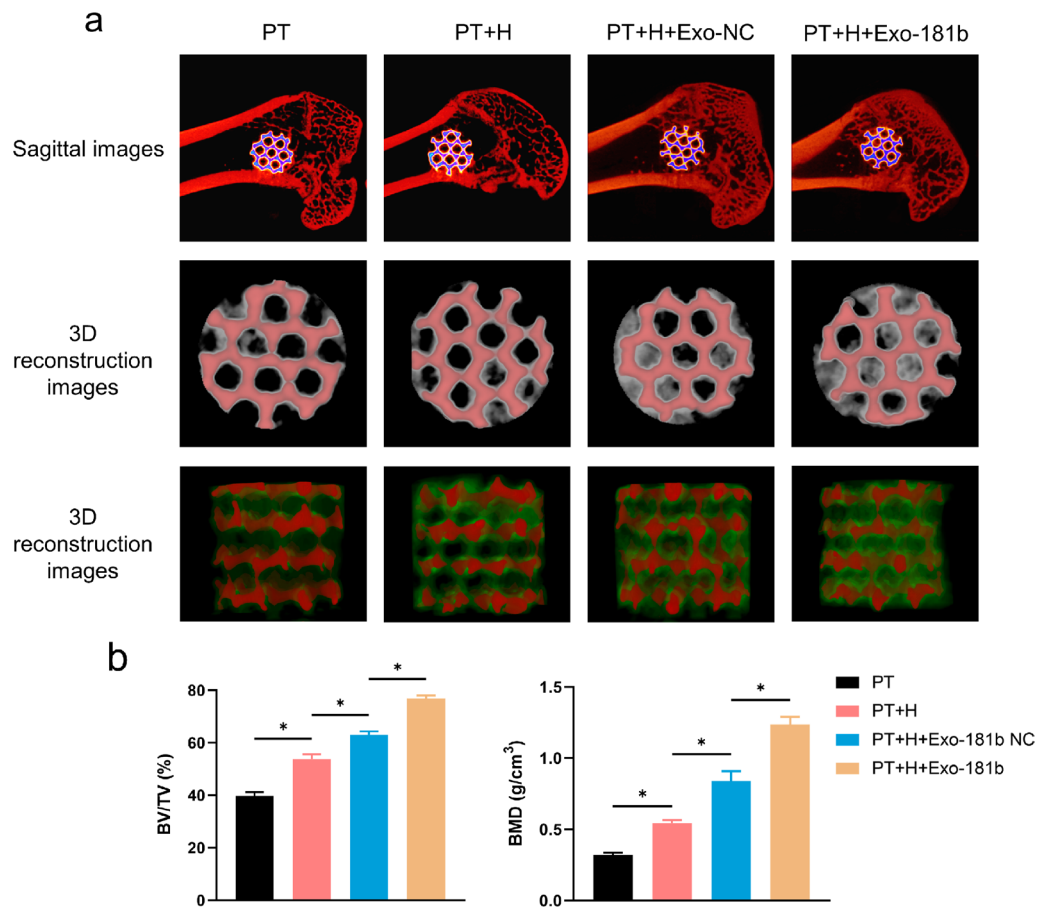 a
PT
PT+H
PT+H+Exo-NC
PT+H+Exo-181b
Sagittal images
3D
reconstruction
images
3D
reconstruction
images
b
80
60
40
20
0
BV/TV (%)
*
*
*
1.5
1.0
0.5
0.0
BMD (g/cm³)
*
*
*
PT
PT+H
PT+H+Exo-181b NC
PT+H+Exo-181b